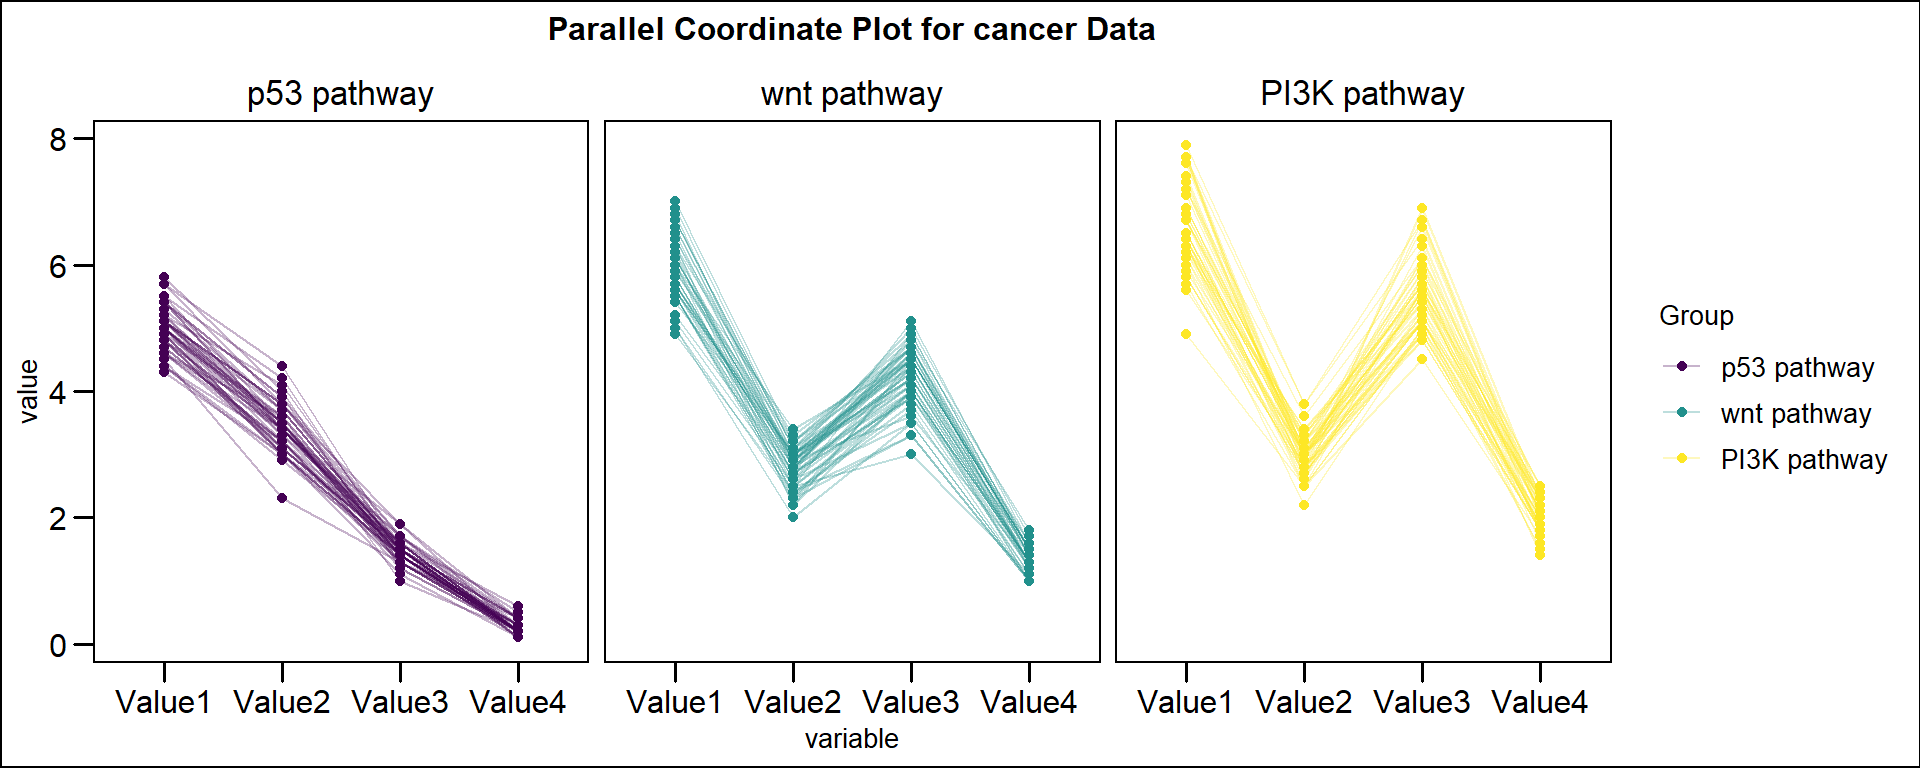 Parallel Coordinate Plot for cancer Data
p53 pathway
wnt pathway
PI3K pathway
value
8
6
4
2
0
Value1 Value2 Value3 Value4
Value1 Value2 Value3 Value4
Value1 Value2 Value3 Value4
variable
Group
p53 pathway
wnt pathway
PI3K pathway